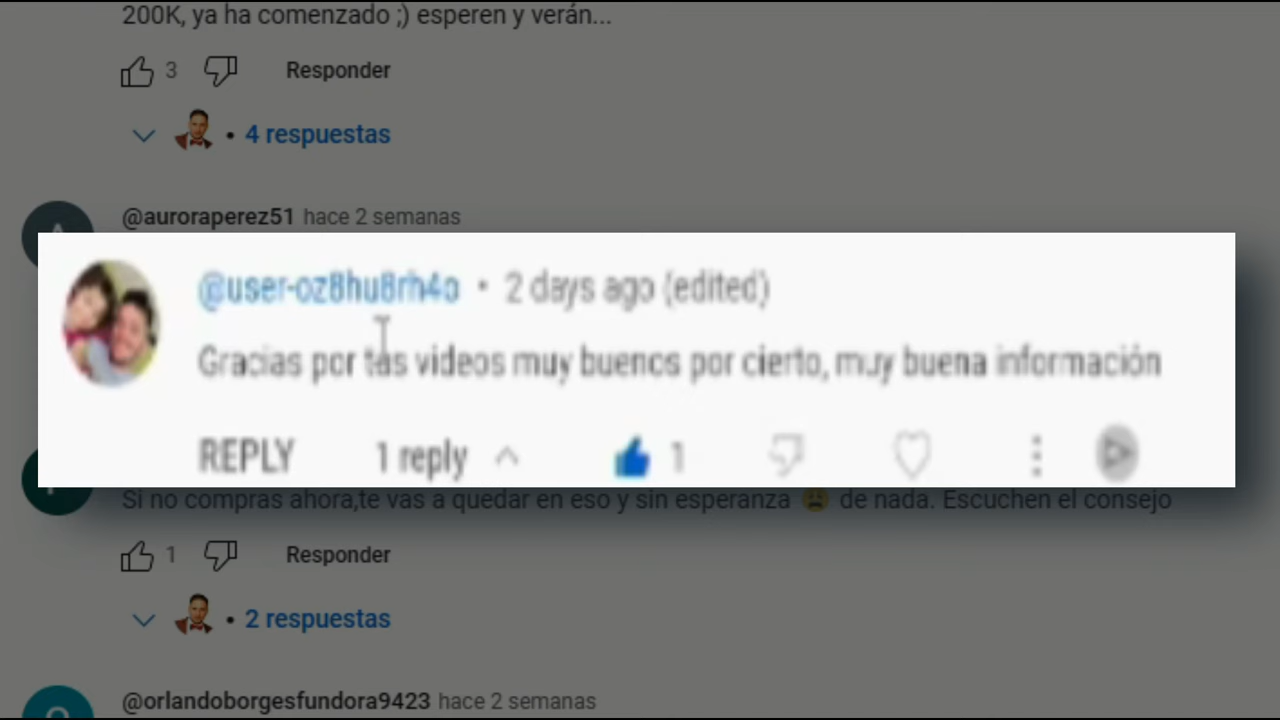 200K, ya ha comenzado ;) esperen y verán...
3 Responder
• 4 respuestas
@auroraperez51 hace 2 semanas
@user-oz8hu8rh4o • 2 days ago (edited)
Gracias por tus videos muy buenos por cierto, muy buena información
REPLY 1 reply 1
Si no compras ahora,te vas a quedar en eso y sin esperanza 😩 de nada. Escuchen el consejo
1 Responder
• 2 respuestas
@orlandoborgesfundora9423 hace 2 semanas